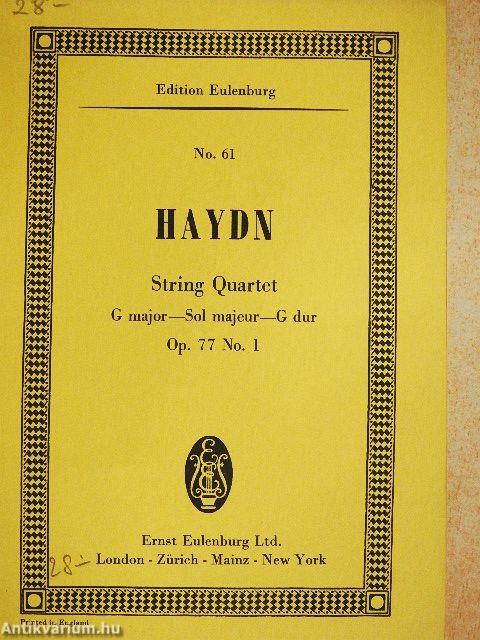 28-
Edition Eulenburg
No. 61
HAYDN
String Quartet
G major—Sol majeur—G dur
Op. 77 No. 1
E
Ernst Eulenburg Ltd.
28-
London - Zürich - Mainz - New York
Printed in England
Antikvarium.hu